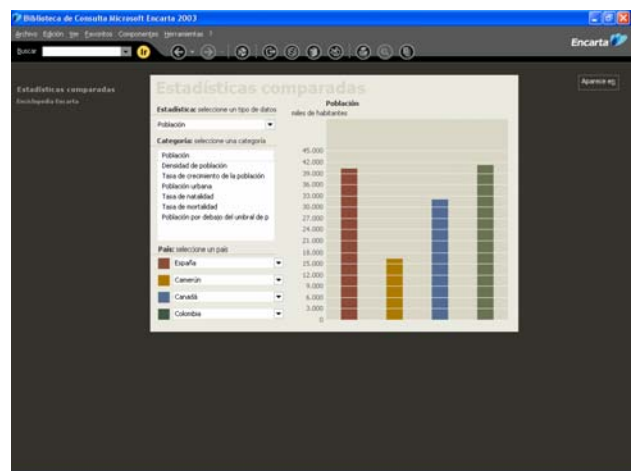 Biblioteca de Consulta Microsoft Encarta 2003
Archivo Edición Ver Favoritos Componentes Herramientas ?
Buscar Ir
Encarta
Estadísticas comparadas
Enciclopedia Encarta
Aparece en
Estadísticas comparadas
Estadística: seleccione un tipo de datos
Población
Categoría: seleccione una categoría
Población
Densidad de población
Tasa de crecimiento de la población
Población urbana
Tasa de natalidad
Tasa de mortalidad
Población por debajo del umbral de p
País: seleccione un país
España
Camerún
Canadá
Colombia
Población
miles de habitantes
45.000
42.000
39.000
36.000
33.000
30.000
27.000
24.000
21.000
18.000
15.000
12.000
9.000
6.000
3.000
0